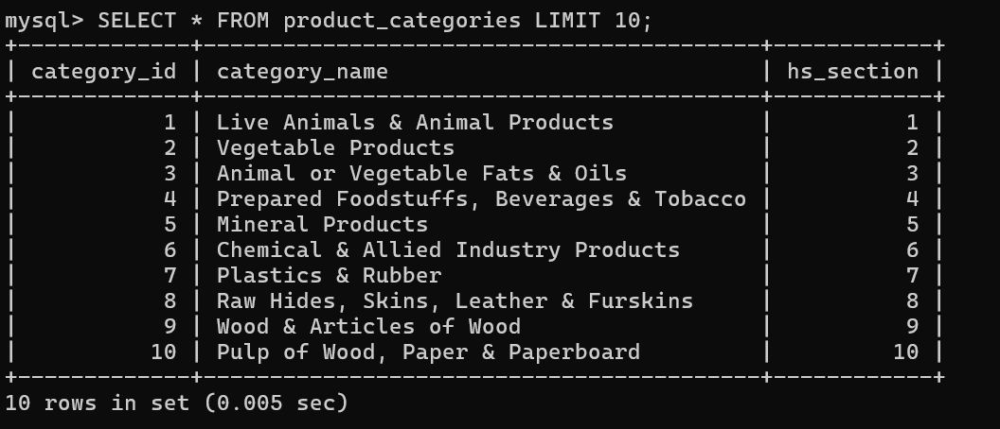 mysql> SELECT * FROM product_categories LIMIT 10;
+-------------+------------------------------------------+------------+
| category_id | category_name                            | hs_section |
+-------------+------------------------------------------+------------+
|           1 | Live Animals & Animal Products           |          1 |
|           2 | Vegetable Products                       |          2 |
|           3 | Animal or Vegetable Fats & Oils          |          3 |
|           4 | Prepared Foodstuffs, Beverages & Tobacco |          4 |
|           5 | Mineral Products                         |          5 |
|           6 | Chemical & Allied Industry Products      |          6 |
|           7 | Plastics & Rubber                        |          7 |
|           8 | Raw Hides, Skins, Leather & Furskins     |          8 |
|           9 | Wood & Articles of Wood                  |          9 |
|          10 | Pulp of Wood, Paper & Paperboard         |         10 |
+-------------+------------------------------------------+------------+
10 rows in set (0.005 sec)